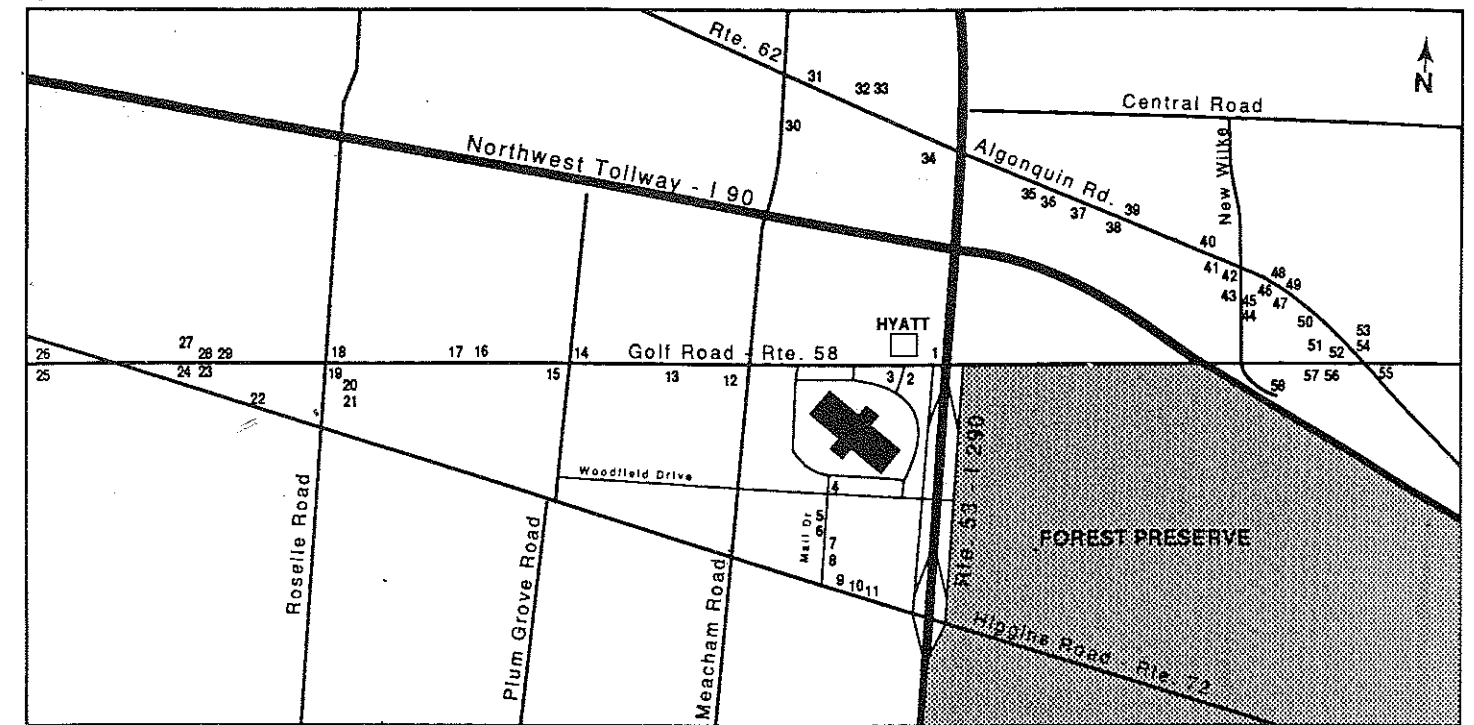 Rte. 62
N
31
32 33
Central Road
30
Northwest Tollway - I 90
34
Algonquin Rd.
New Wilke
35 36 37 38 39
40
41 42
43 45 44
46 47
48 49
50
51 52
53
54
HYATT
27
26
28 29
18
17 16
14
Golf Road - Rte. 58
1
25
24 23
19
20
21
22
15
13
12
3 2
57 56
55
58
Woodfield Drive
4
Mall Dr
5
6
7
8
9 10 11
Roselle Road
Plum Grove Road
Meacham Road
Rte. 53 - I 290
FOREST PRESERVE
Higgins Road - Rte. 72